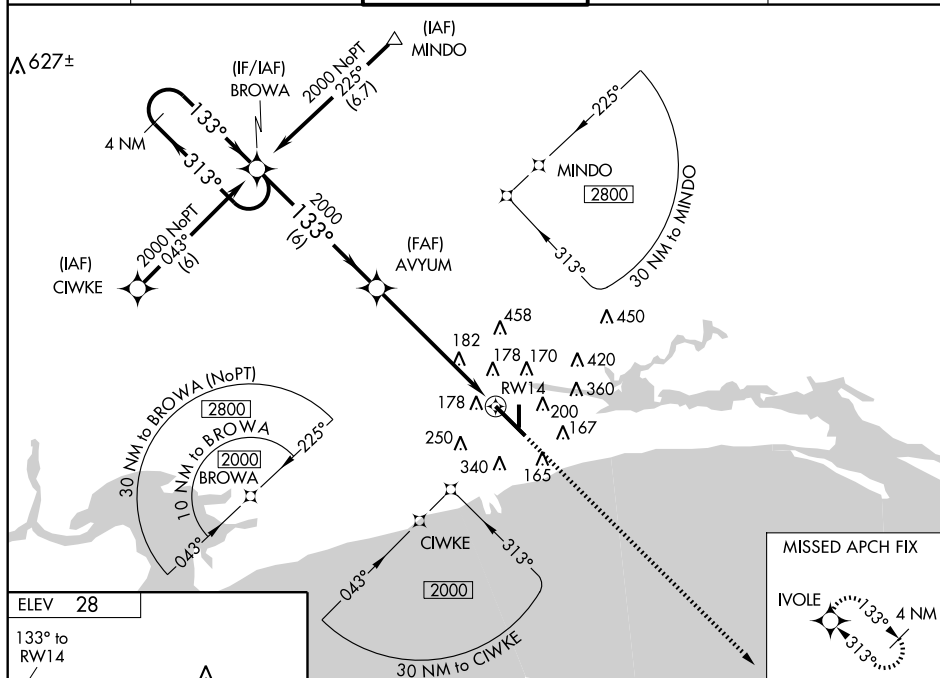 627±
(IAF)
MINDO
(IF/IAF)
BROWA
2000 NoPT
225°
(6.7)
4 NM
133°
313°
2000 NoPT
043°
(6)
(IAF)
CIWKE
2000
133°
(6)
(FAF)
AVYUM
225°
MINDO
2800
313°
30 NM to MINDO
458
450
182
178
170
420
RW14
360
178
200
167
250
340
165
30 NM to BROWA (NoPT)
2800
10 NM to BROWA
2000
BROWA
225°
043°
CIWKE
043°
313°
2000
30 NM to CIWKE
MISSED APCH FIX
IVOLE
133°
4 NM
313°
ELEV 28
133° to
RW14